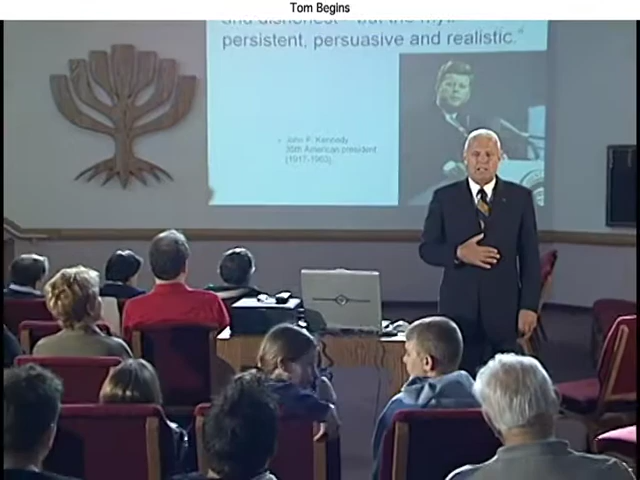 Tom Begins
and dishonest - but the myth
persistent, persuasive and realistic."
John F. Kennedy
35th American president
(1917-1963)